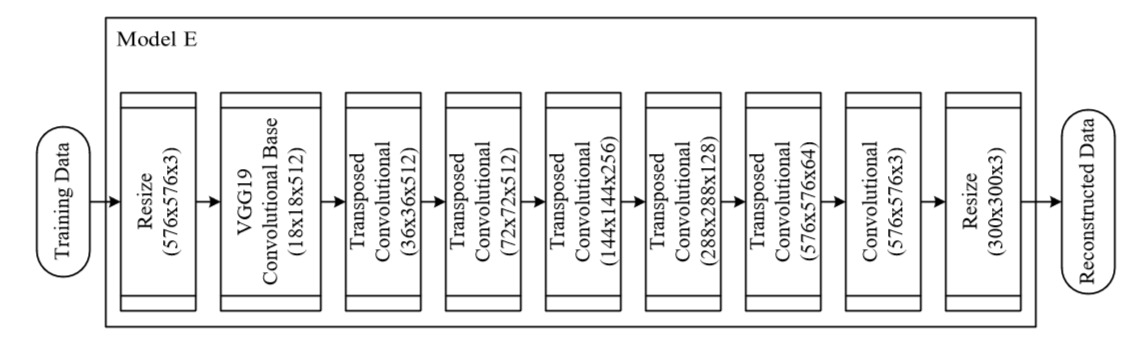 Model E
Training Data
Resize
(576x576x3)
VGG19
Convolutional Base
(18x18x512)
Transposed
Convolutional
(36x36x512)
Transposed
Convolutional
(72x72x512)
Transposed
Convolutional
(144x144x256)
Transposed
Convolutional
(288x288x128)
Transposed
Convolutional
(576x576x64)
Convolutional
(576x576x3)
Resize
(300x300x3)
Reconstructed Data